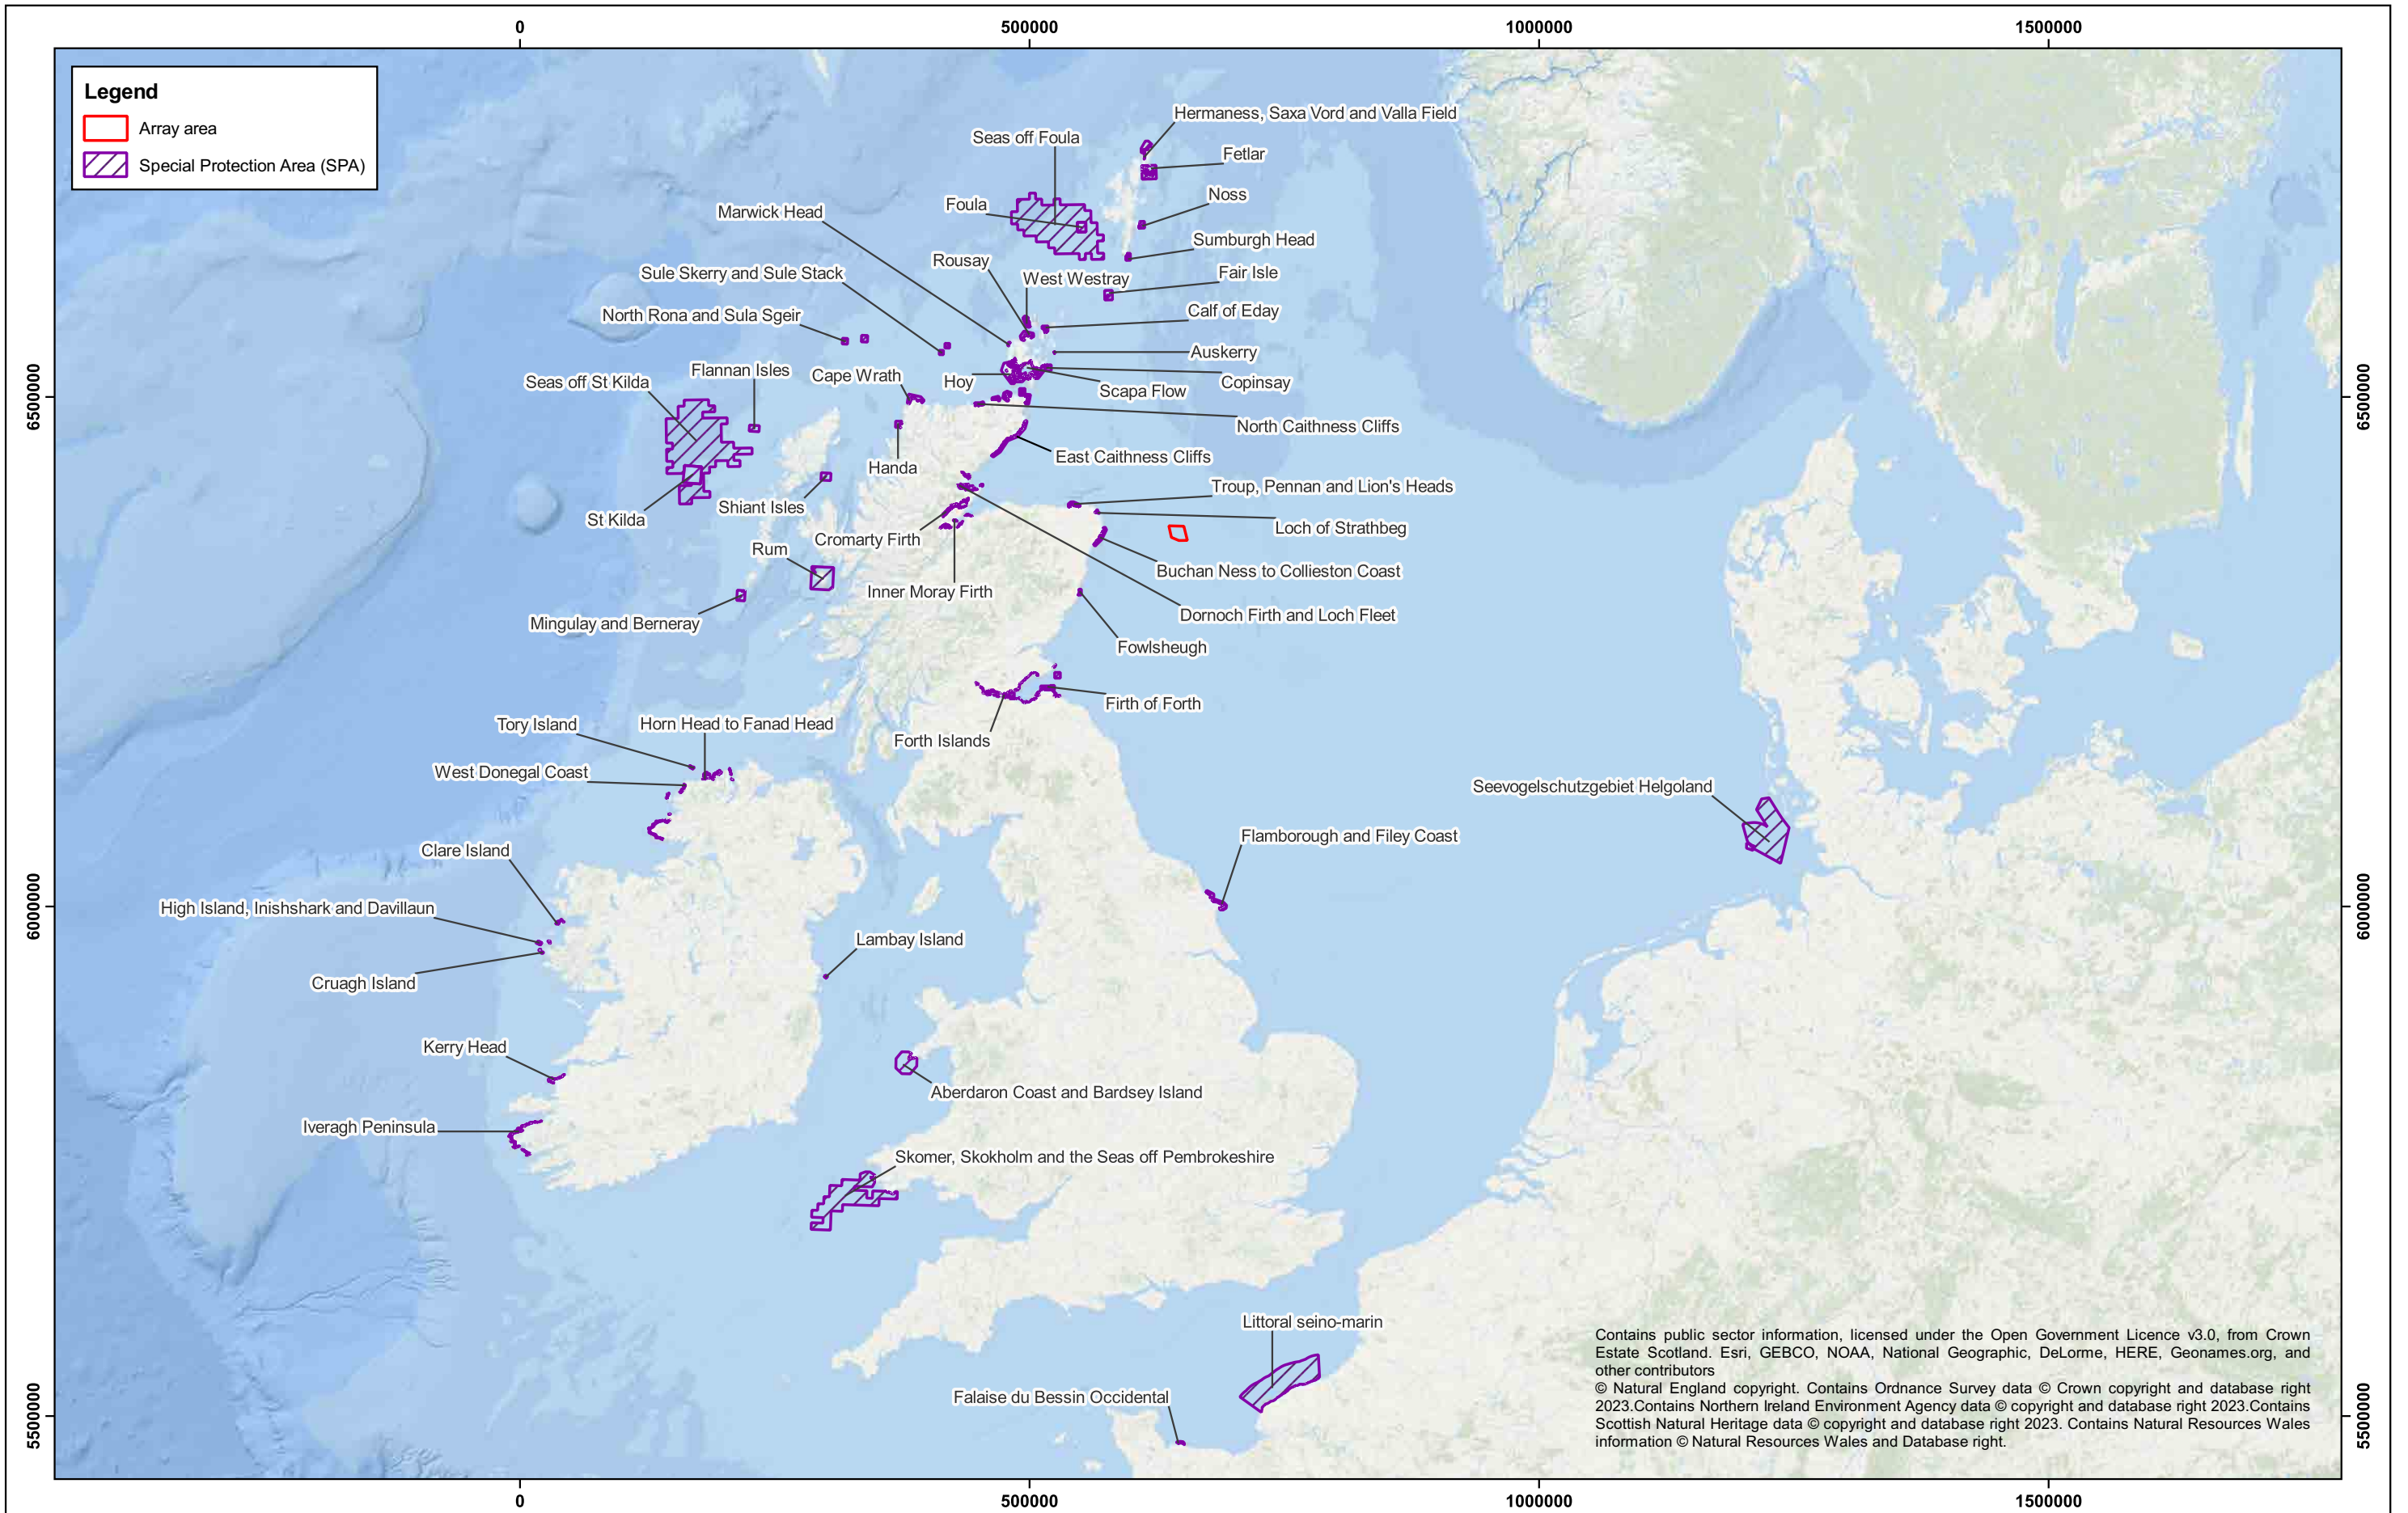 0 500000 1000000 1500000
Legend
Array area
Special Protection Area (SPA)
Hermaness, Saxa Vord and Valla Field
Seas off Foula
Fetlar
Noss
Foula
Marwick Head
Sumburgh Head
Rousay
Sule Skerry and Sule Stack
West Westray
Fair Isle
North Rona and Sula Sgeir
Calf of Eday
Auskerry
Flannan Isles
Cape Wrath
Hoy
Seas off St Kilda
Copinsay
Scapa Flow
6500000
6500000
North Caithness Cliffs
East Caithness Cliffs
Handa
Troup, Pennan and Lion's Heads
Shiant Isles
St Kilda
Loch of Strathbeg
Cromarty Firth
Rum
Buchan Ness to Collieston Coast
Inner Moray Firth
Dornoch Firth and Loch Fleet
Mingulay and Berneray
Fowlsheugh
Firth of Forth
Tory Island
Horn Head to Fanad Head
Forth Islands
West Donegal Coast
Seevogelschutzgebiet Helgoland
Flamborough and Filey Coast
Clare Island
High Island, Inishshark and Davillaun
6000000
6000000
Lambay Island
Cruagh Island
Kerry Head
Aberdaron Coast and Bardsey Island
Iveragh Peninsula
Skomer, Skokholm and the Seas off Pembrokeshire
Littoral seino-marin
Falaise du Bessin Occidental
5500000
5500000
Contains public sector information, licensed under the Open Government Licence v3.0, from Crown
Estate Scotland. Esri, GEBCO, NOAA, National Geographic, DeLorme, HERE, Geonames.org, and
other contributors
© Natural England copyright. Contains Ordnance Survey data © Crown copyright and database right
2023.Contains Northern Ireland Environment Agency data © copyright and database right 2023.Contains
Scottish Natural Heritage data © copyright and database right 2023. Contains Natural Resources Wales
information © Natural Resources Wales and Database right.
0 500000 1000000 1500000